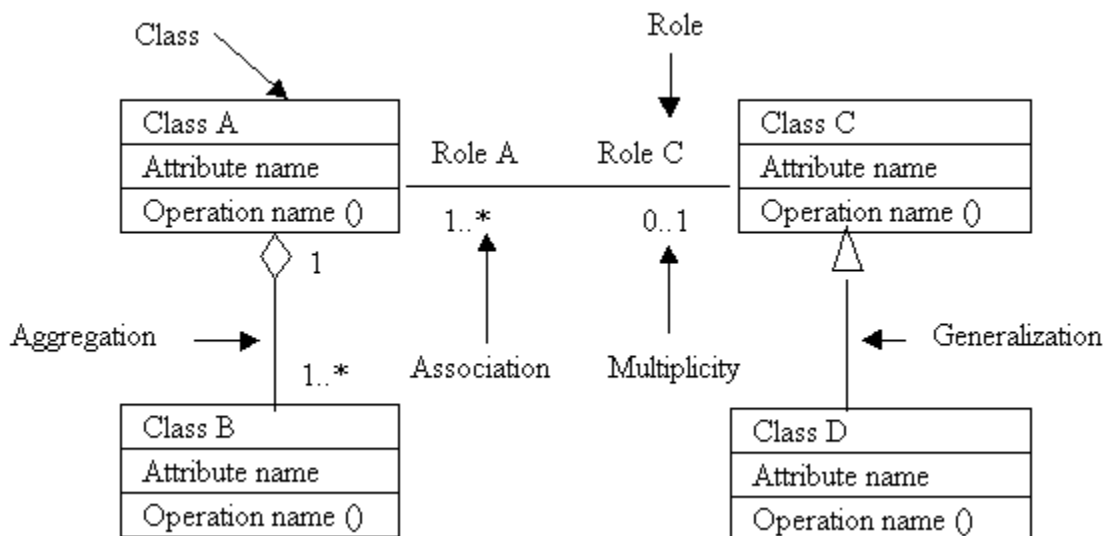 Class
Role
Class A
Attribute name
Operation name ()
Role A
Role C
1..*
0..1
Class C
Attribute name
Operation name ()
1
Aggregation
1..*
Association
Multiplicity
Generalization
Class B
Attribute name
Operation name ()
Class D
Attribute name
Operation name ()